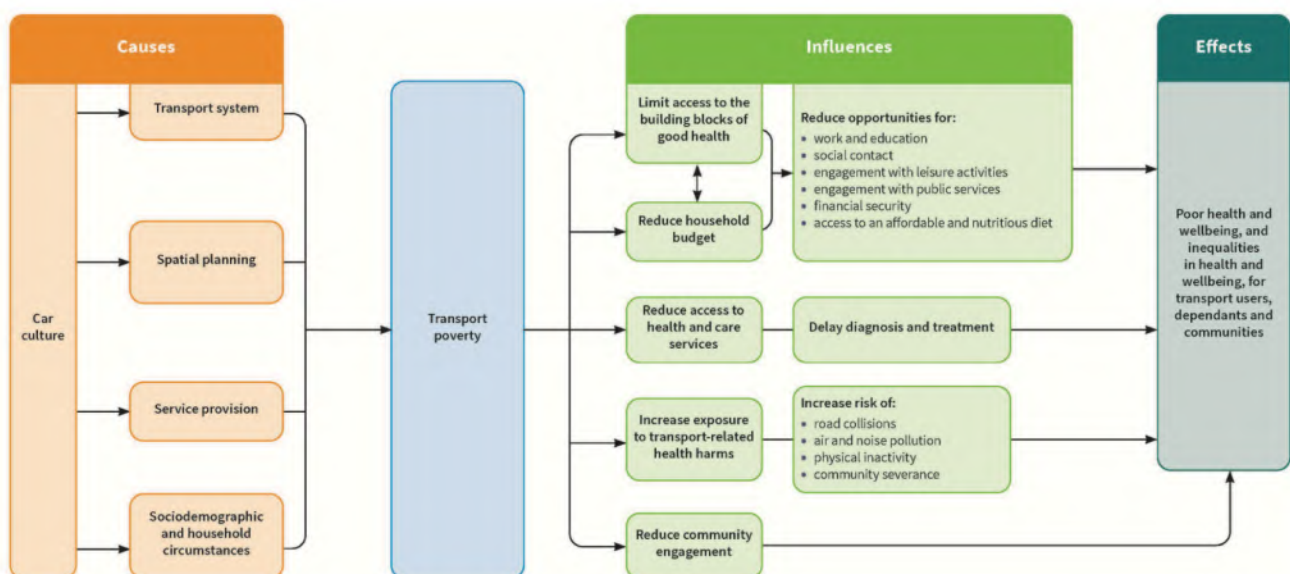 Causes
Influences
Effects
Car
culture
Transport system
Spatial planning
Service provision
Sociodemographic
and household
circumstances
Transport
poverty
Limit access to the
building blocks of
good health
Reduce household
budget
Reduce opportunities for:
• work and education
• social contact
• engagement with leisure activities
• engagement with public services
• financial security
• access to an affordable and nutritious diet
Reduce access to
health and care
services
Delay diagnosis and treatment
Increase exposure
to transport-related
health harms
Increase risk of:
• road collisions
• air and noise pollution
• physical inactivity
• community severance
Reduce community
engagement
Poor health and
wellbeing, and
inequalities
in health and
wellbeing, for
transport users,
dependants and
communities